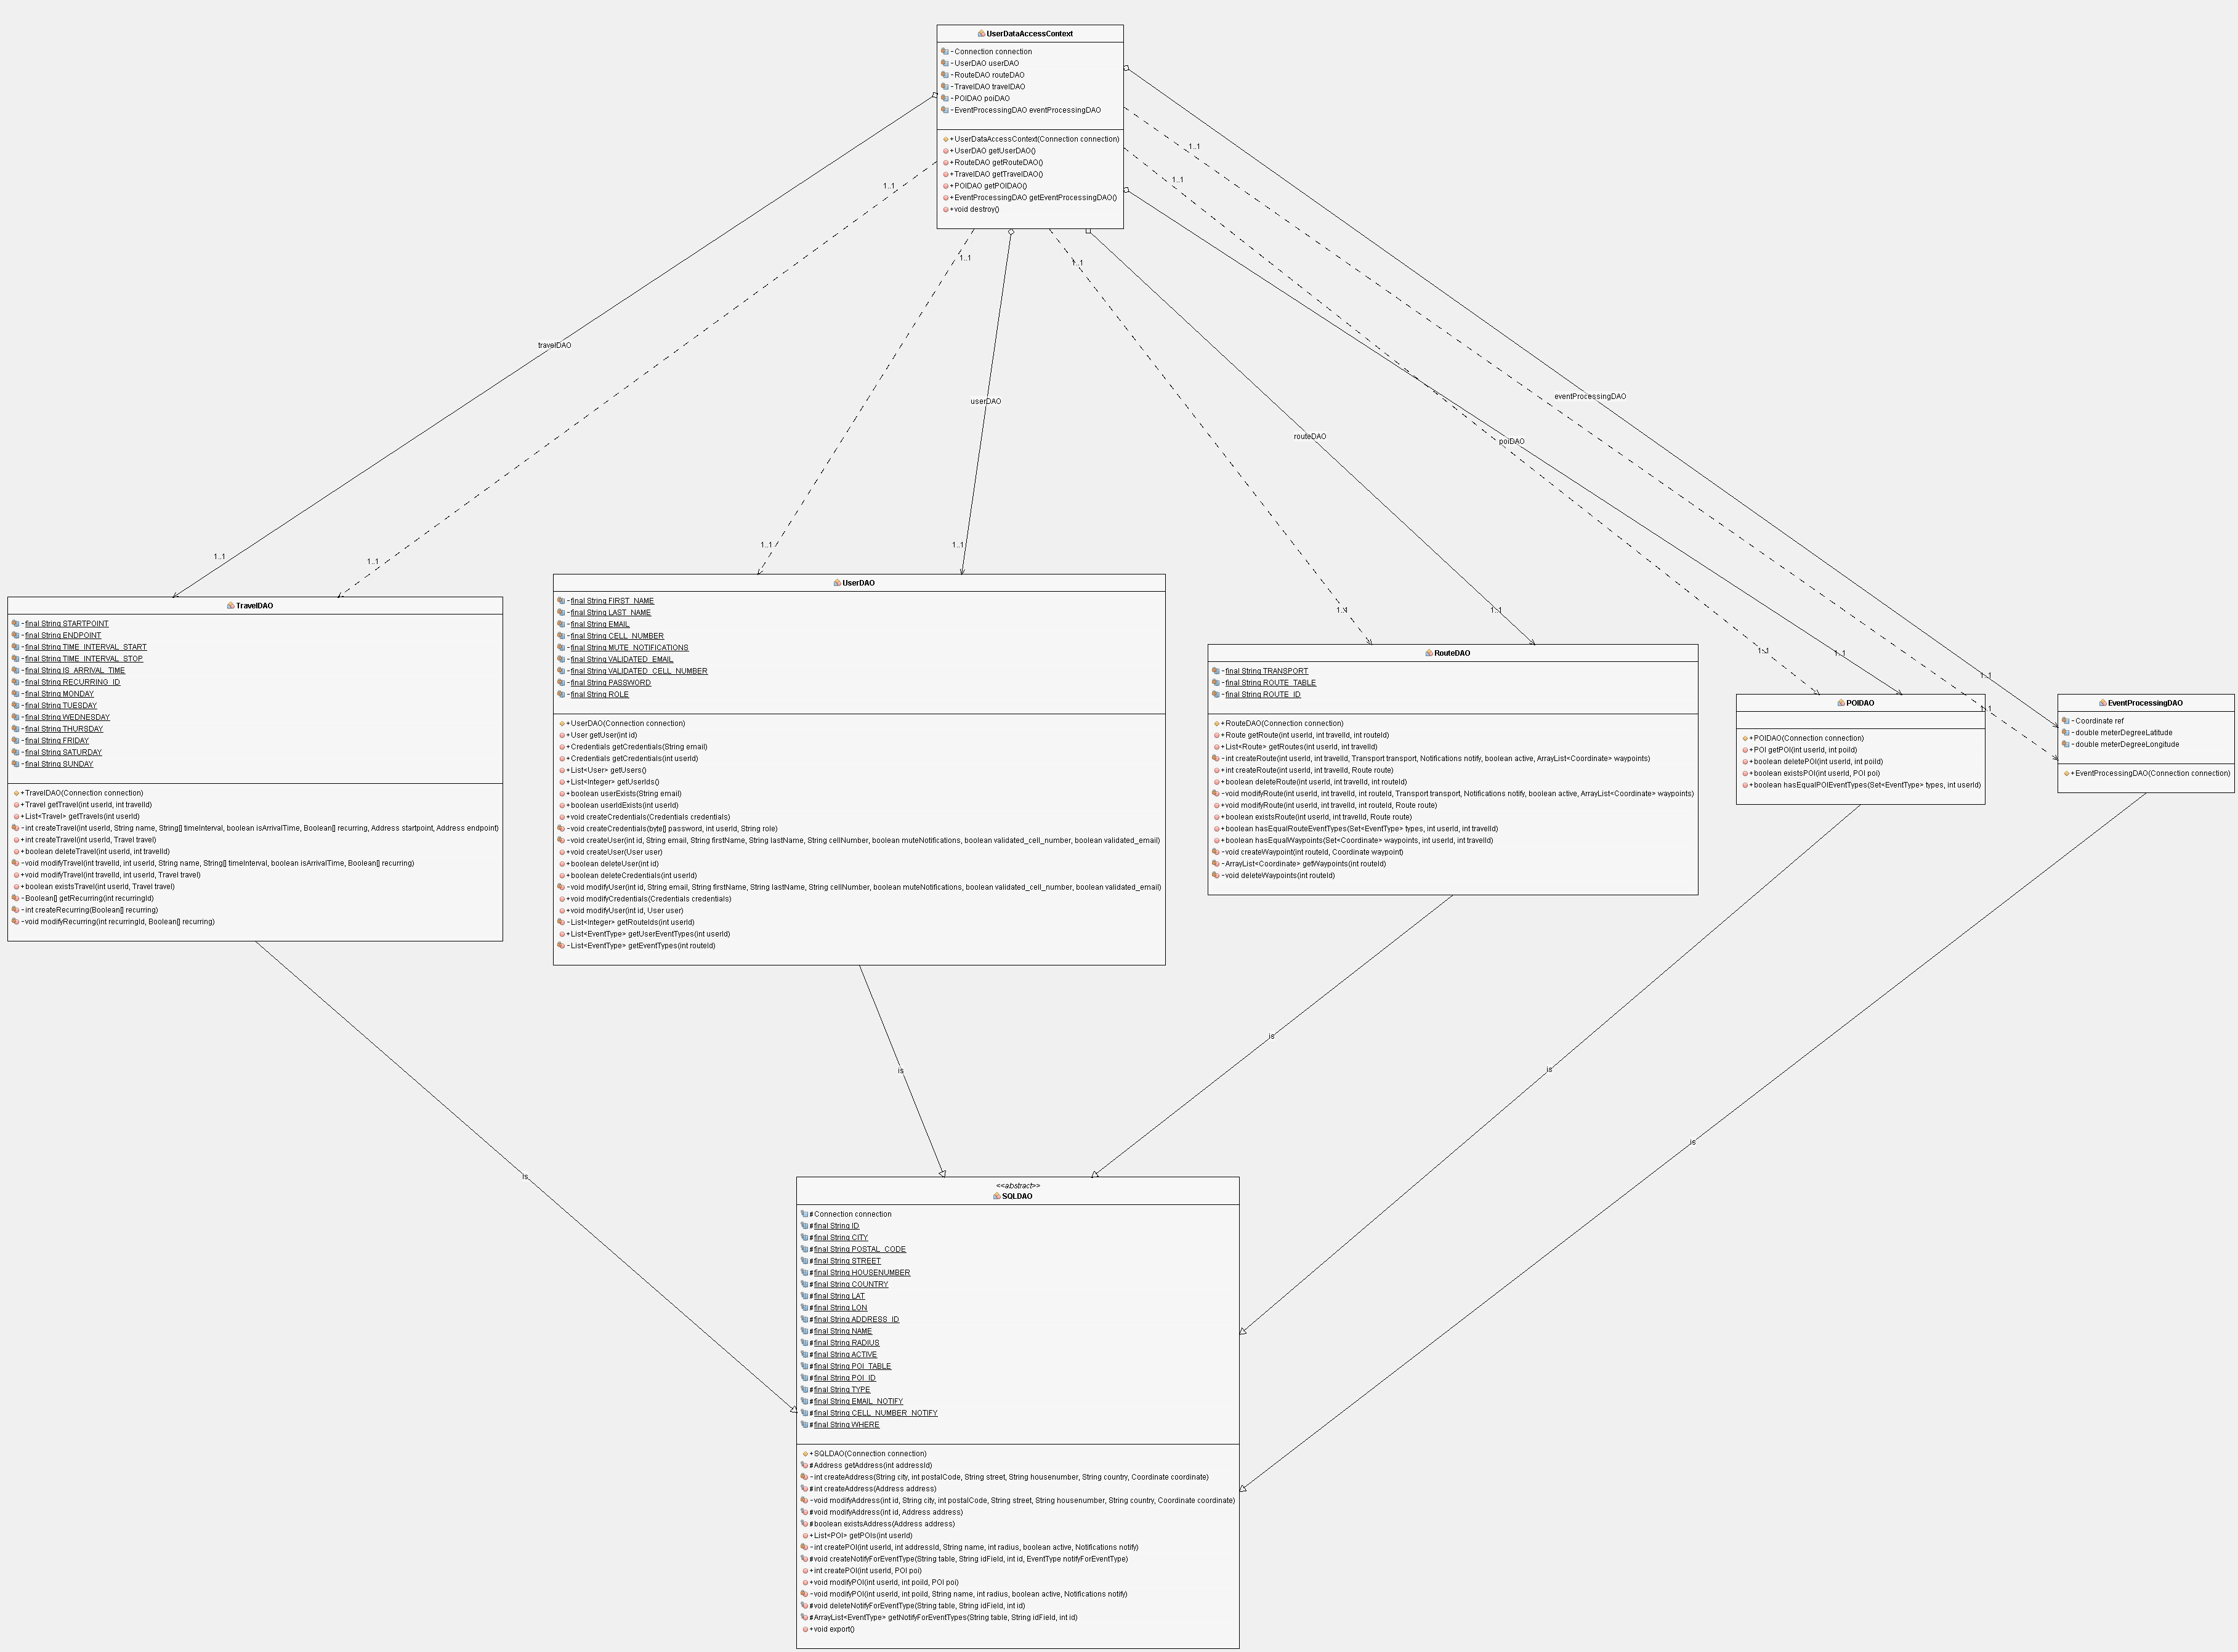 UserDataAccessContext
-Connection connection
-UserDAO userDAO
-RouteDAO routeDAO
-TravelDAO travelDAO
-POIDAO poiDAO
-EventProcessingDAO eventProcessingDAO
+UserDataAccessContext(Connection connection)
+UserDAO getUserDAO()
+RouteDAO getRouteDAO()
+TravelDAO getTravelDAO()
+POIDAO getPOIDAO()
+EventProcessingDAO getEventProcessingDAO()
+void destroy()
1..1
1..1
1..1
1..1
1..1
travelDAO
userDAO
routeDAO
poiDAO
eventProcessingDAO
1..1
1..1
1..1
1..1
1..1
1..1
1..1
1..1
1..1
1..1
TravelDAO
-final String STARTPOINT
-final String ENDPOINT
-final String TIME_INTERVAL_START
-final String TIME_INTERVAL_STOP
-final String IS_ARRIVAL_TIME
-final String RECURRING_ID
-final String MONDAY
-final String TUESDAY
-final String WEDNESDAY
-final String THURSDAY
-final String FRIDAY
-final String SATURDAY
-final String SUNDAY
+TravelDAO(Connection connection)
+Travel getTravel(int userId, int travelId)
+List<Travel> getTravels(int userId)
-int createTravel(int userId, String name, String[] timeInterval, boolean isArrivalTime, Boolean[] recurring, Address startpoint, Address endpoint)
+int createTravel(int userId, Travel travel)
+boolean deleteTravel(int userId, int travelId)
-void modifyTravel(int travelId, int userId, String name, String[] timeInterval, boolean isArrivalTime, Boolean[] recurring)
+void modifyTravel(int travelId, int userId, Travel travel)
+boolean existsTravel(int userId, Travel travel)
-Boolean[] getRecurring(int recurringId)
-int createRecurring(Boolean[] recurring)
-void modifyRecurring(int recurringId, Boolean[] recurring)
UserDAO
-final String FIRST_NAME
-final String LAST_NAME
-final String EMAIL
-final String CELL_NUMBER
-final String MUTE_NOTIFICATIONS
-final String VALIDATED_EMAIL
-final String VALIDATED_CELL_NUMBER
-final String PASSWORD
-final String ROLE
+UserDAO(Connection connection)
+User getUser(int id)
+Credentials getCredentials(String email)
+Credentials getCredentials(int userId)
+List<User> getUsers()
+List<Integer> getUserIds()
+boolean userExists(String email)
+boolean userIdExists(int userId)
+void createCredentials(Credentials credentials)
-void createCredentials(byte[] password, int userId, String role)
-void createUser(int id, String email, String firstName, String lastName, String cellNumber, boolean muteNotifications, boolean validated_cell_number, boolean validated_email)
+void createUser(User user)
+boolean deleteUser(int id)
+boolean deleteCredentials(int userId)
-void modifyUser(int id, String email, String firstName, String lastName, String cellNumber, boolean muteNotifications, boolean validated_cell_number, boolean validated_email)
+void modifyCredentials(Credentials credentials)
+void modifyUser(int id, User user)
-List<Integer> getRouteIds(int userId)
+List<EventType> getUserEventTypes(int userId)
-List<EventType> getEventTypes(int routeId)
RouteDAO
-final String TRANSPORT
-final String ROUTE_TABLE
-final String ROUTE_ID
+RouteDAO(Connection connection)
+Route getRoute(int userId, int travelId, int routeId)
+List<Route> getRoutes(int userId, int travelId)
-int createRoute(int userId, int travelId, Transport transport, Notifications notify, boolean active, ArrayList<Coordinate> waypoints)
+int createRoute(int userId, int travelId, Route route)
+boolean deleteRoute(int userId, int travelId, int routeId)
-void modifyRoute(int userId, int travelId, int routeId, Transport transport, Notifications notify, boolean active, ArrayList<Coordinate> waypoints)
+void modifyRoute(int userId, int travelId, int routeId, Route route)
+boolean existsRoute(int userId, int travelId, Route route)
+boolean hasEqualRouteEventTypes(Set<EventType> types, int userId, int travelId)
+boolean hasEqualWaypoints(Set<Coordinate> waypoints, int userId, int travelId)
-void createWaypoint(int routeId, Coordinate waypoint)
-ArrayList<Coordinate> getWaypoints(int routeId)
-void deleteWaypoints(int routeId)
POIDAO
+POIDAO(Connection connection)
+POI getPOI(int userId, int poiId)
+boolean deletePOI(int userId, int poiId)
+boolean existsPOI(int userId, POI poi)
+boolean hasEqualPOIEventTypes(Set<EventType> types, int userId)
EventProcessingDAO
-Coordinate ref
-double meterDegreeLatitude
-double meterDegreeLongitude
+EventProcessingDAO(Connection connection)
is
is
is
is
is
<<abstract>>
SQLDAO
#Connection connection
#final String ID
#final String CITY
#final String POSTAL_CODE
#final String STREET
#final String HOUSENUMBER
#final String COUNTRY
#final String LAT
#final String LON
#final String ADDRESS_ID
#final String NAME
#final String RADIUS
#final String ACTIVE
#final String POI_TABLE
#final String POI_ID
#final String TYPE
#final String EMAIL_NOTIFY
#final String CELL_NUMBER_NOTIFY
#final String WHERE
+SQLDAO(Connection connection)
#Address getAddress(int addressId)
-int createAddress(String city, int postalCode, String street, String housenumber, String country, Coordinate coordinate)
#int createAddress(Address address)
-void modifyAddress(int id, String city, int postalCode, String street, String housenumber, String country, Coordinate coordinate)
#void modifyAddress(int id, Address address)
#boolean existsAddress(Address address)
+List<POI> getPOIs(int userId)
-int createPOI(int userId, int addressId, String name, int radius, boolean active, Notifications notify)
#void createNotifyForEventType(String table, String idField, int id, EventType notifyForEventType)
+int createPOI(int userId, POI poi)
+void modifyPOI(int userId, int poiId, POI poi)
-void modifyPOI(int userId, int poiId, String name, int radius, boolean active, Notifications notify)
#void deleteNotifyForEventType(String table, String idField, int id)
#ArrayList<EventType> getNotifyForEventTypes(String table, String idField, int id)
+void export()